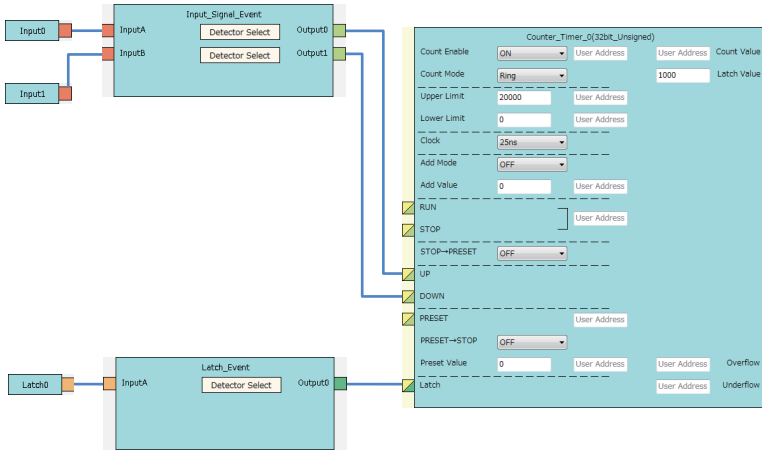 Input0
Input1
Input_Signal_Event
InputA Detector Select Output0
InputB Detector Select Output1
Counter_Timer_0(32bit_Unsigned)
Count Enable ON User Address User Address Count Value
Count Mode Ring 1000 Latch Value
Upper Limit 20000 User Address
Lower Limit 0 User Address
Clock 25ns
Add Mode OFF
Add Value 0 User Address
RUN
User Address
STOP
STOP→PRESET OFF
UP
DOWN
PRESET User Address
PRESET→STOP OFF
Preset Value 0 User Address User Address Overflow
Latch User Address Underflow
Latch0
Latch_Event
InputA Detector Select Output0